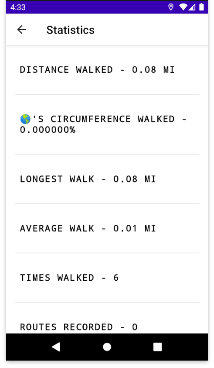 4:33
Statistics
DISTANCE WALKED - 0.08 MI
🌎'S CIRCUMFERENCE WALKED -
0.000000%
LONGEST WALK - 0.08 MI
AVERAGE WALK - 0.01 MI
TIMES WALKED - 6
ROUTES RECORDED - 0